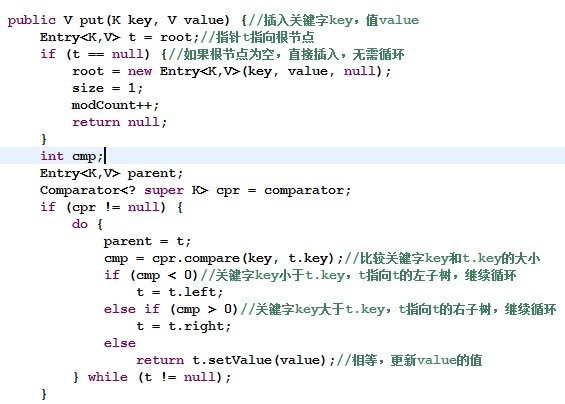 public V put(K key, V value) {//插入关键字key，值value
    Entry<K,V> t = root;//指针t指向根节点
    if (t == null) {//如果根节点为空，直接插入，无需循环
        root = new Entry<K,V>(key, value, null);
        size = 1;
        modCount++;
        return null;
    }
    int cmp;
    Entry<K,V> parent;
    Comparator<? super K> cpr = comparator;
    if (cpr != null) {
        do {
            parent = t;
            cmp = cpr.compare(key, t.key);//比较关键字key和t.key的大小
            if (cmp < 0)//关键字key小于t.key，t指向t的左子树，继续循环
                t = t.left;
            else if (cmp > 0)//关键字key大于t.key，t指向t的右子树，继续循环
                t = t.right;
            else
                return t.setValue(value);//相等，更新value的值
        } while (t != null);
    }